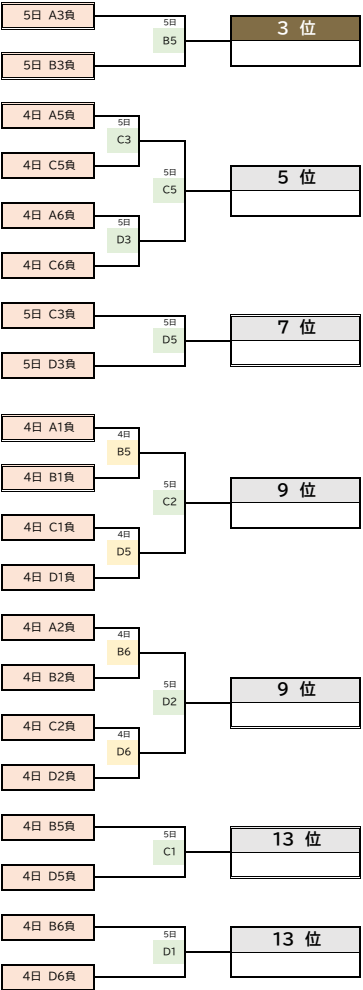 5日 A3負
5日
B5
3 位
5日 B3負
4日 A5負
5日
C3
4日 C5負
5日
C5
5 位
4日 A6負
5日
D3
4日 C6負
5日 C3負
5日
D5
7 位
5日 D3負
4日 A1負
4日
B5
4日 B1負
5日
C2
9 位
4日 C1負
4日
D5
4日 D1負
4日 A2負
4日
B6
4日 B2負
5日
D2
9 位
4日 C2負
4日
D6
4日 D2負
4日 B5負
5日
C1
13 位
4日 D5負
4日 B6負
5日
D1
13 位
4日 D6負